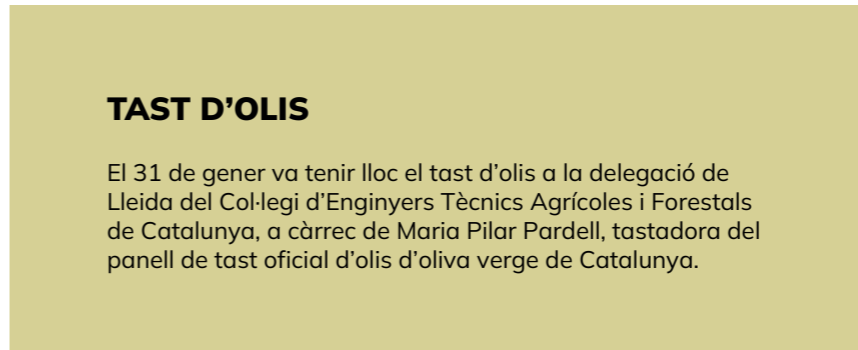 TAST D’OLIS
El 31 de gener va tenir lloc el tast d’olis a la delegació de
Lleida del Col·legi d’Enginyers Tècnics Agrícoles i Forestals
de Catalunya, a càrrec de Maria Pilar Pardell, tastadora del
panell de tast oficial d’olis d’oliva verge de Catalunya.